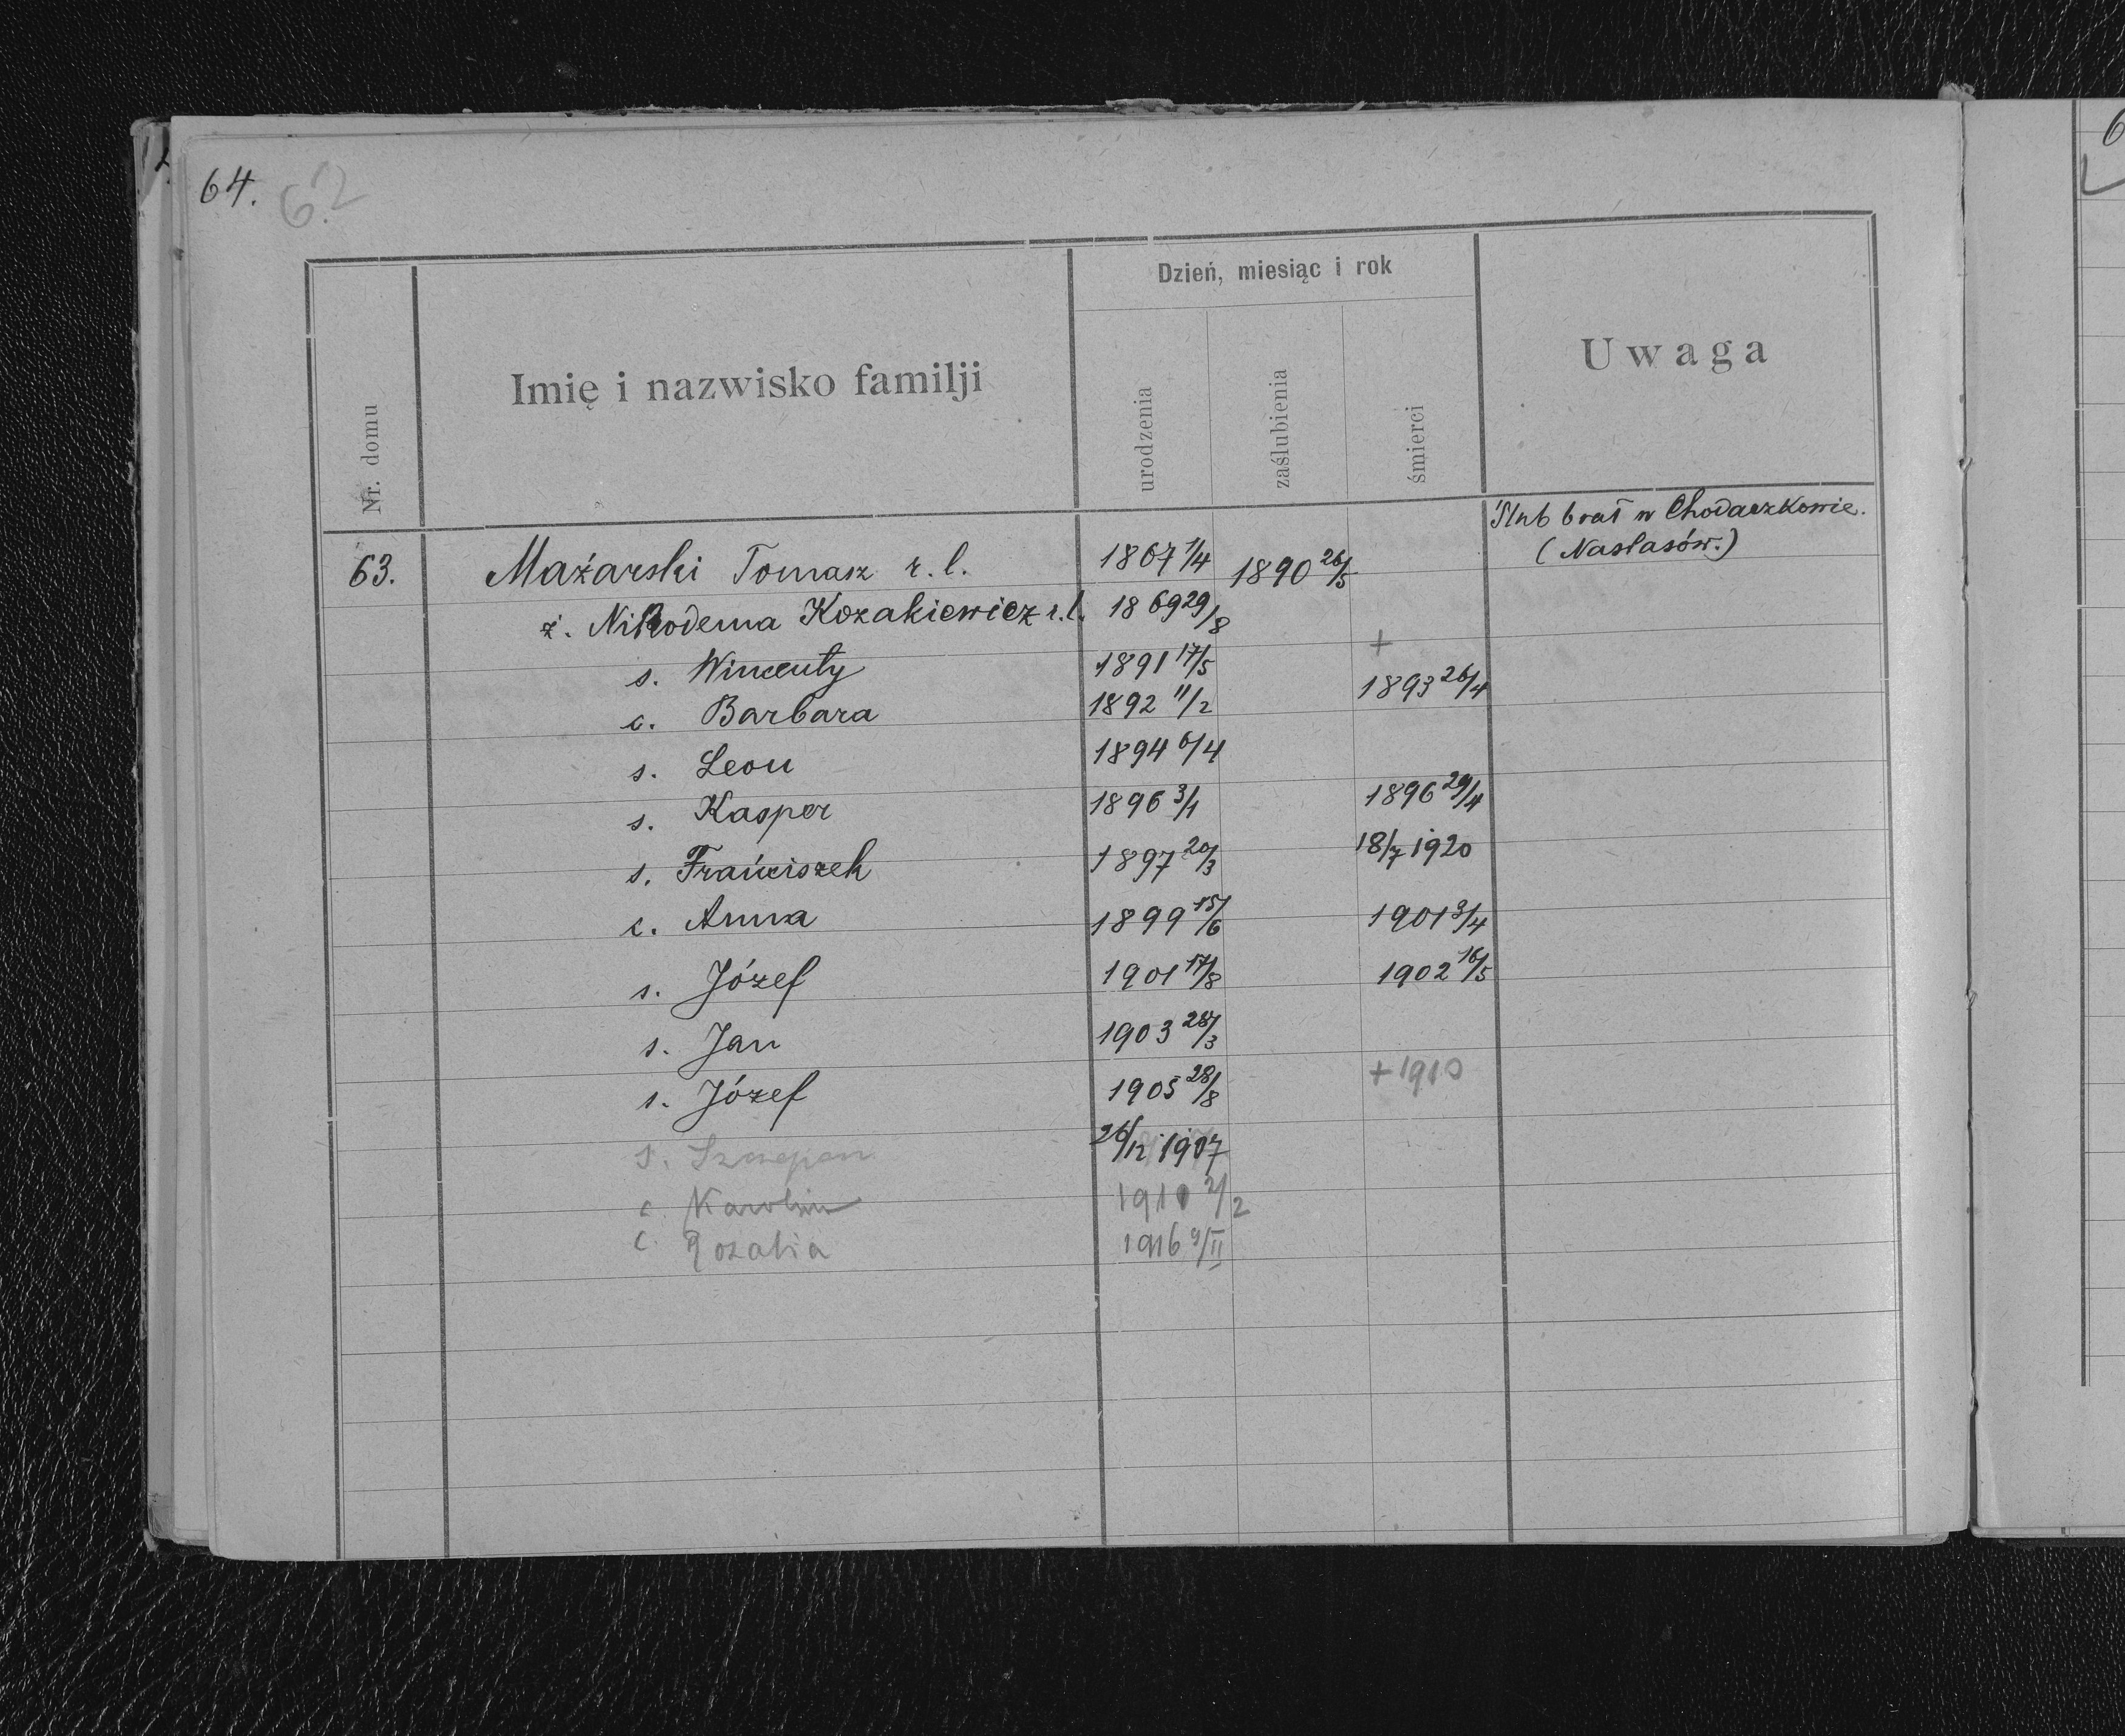 64. 62
Dzień, miesiąc i rok
Nr. domu
Imię i nazwisko familji
urodzenia
zaślubienia
śmierci
Uwaga
Ślub brał w Chodaczkowie.
(Nastasów.)
63. Mażarski Tomasz r. l. 1867 1/4 1890 26/5
ż. Nikodema Kozakiewicz r. l. 1869 29/8
s. Wincenty 1891 17/5 +
c. Barbara 1892 11/2 1893 26/4
s. Leon 1894 6/4
s. Kasper 1896 3/1 1896 29/4
s. Franciszek 1897 20/3 18/7 1920
c. Anna 1899 15/6 1901 3/4
s. Józef 1901 17/8 1902 16/5
s. Jan 1903 28/3
s. Józef 1905 28/8 + 1910
s. Szczepan 26/12 1907
c. Karolina 1910 2/2
c. Rozalia 1916 9/II